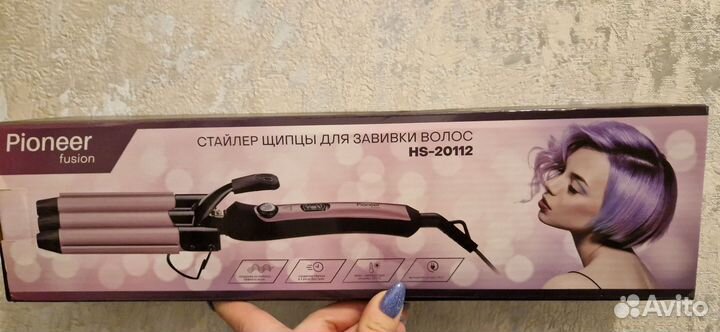 Pioneer
fusion
СТАЙЛЕР ЩИПЦЫ ДЛЯ ЗАВИВКИ ВОЛОС
HS-20112
Pioneer
Avito